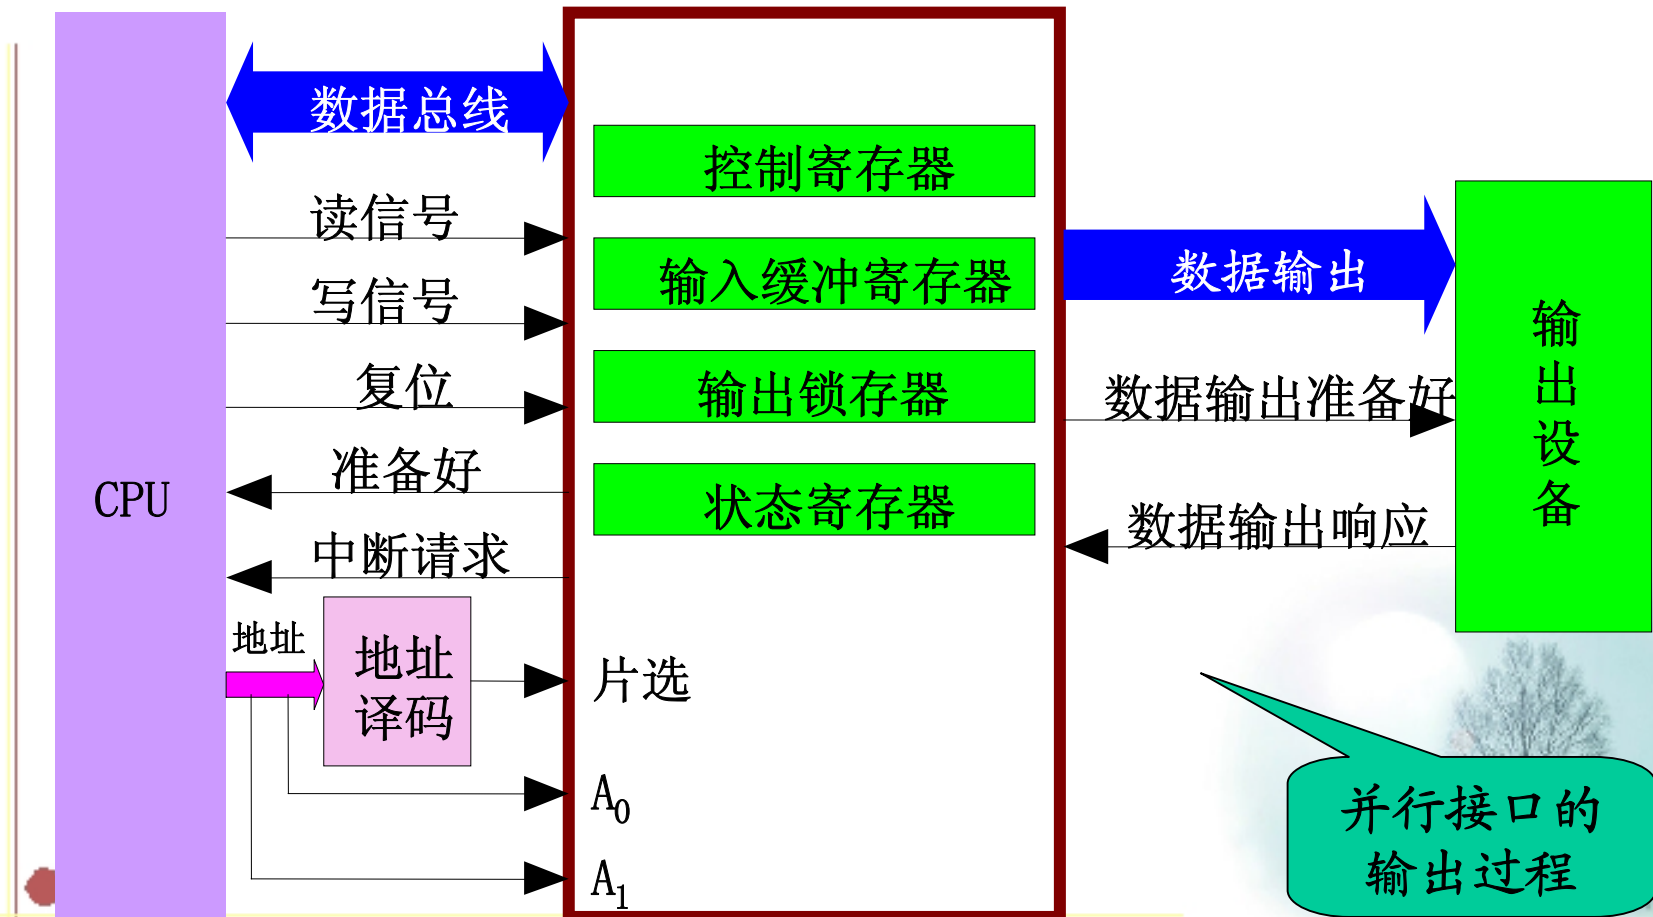 CPU
数据总线
读信号
写信号
复位
准备好
中断请求
地址
地址
译码
控制寄存器
输入缓冲寄存器
输出锁存器
状态寄存器
片选
A₀
A₁
数据输出
数据输出准备好
数据输出响应
输
出
设
备
并行接口的
输出过程